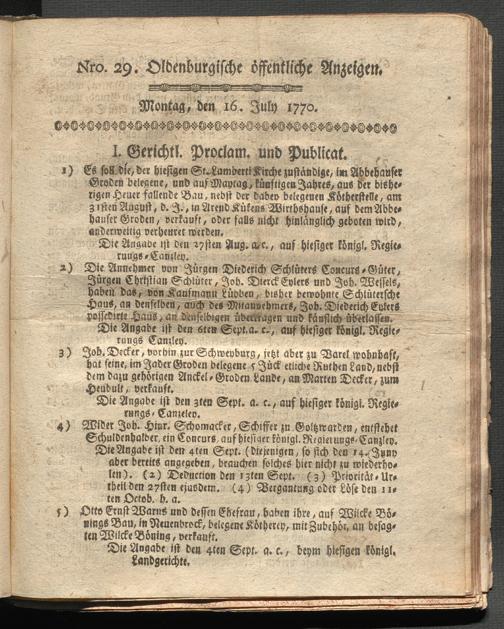 Nro. 29. Oldenburgische öffentliche Anzeigen.
Montag, den 16. July 1770.
I. Gerichtl. Proclam. und Publicat.
1) Es soll die, der hiesigen St. Lamberti Kirche zuständige, im Abbehauser
Groden belegene, und auf Maytag, künftigen Jahres, aus der bishe-
rigen Heuer fallende Bau, nebst der dabey belegenen Kötherstelle, am
31sten August, d. J., in Arend Küfens Wirthshause, auf dem Abbe-
hauser Groden, verkauft, oder falls nicht hinlänglich geboten wird,
anderweitig verheuret werden.
Die Angabe ist den 27sten Aug. a. c., auf hiesiger königl. Regie-
rungs-Canzley.
2) Die Annehmer von Jürgen Diederich Schlüters Concurs-Güter,
Jürgen Christian Schlüter, Joh. Dierck Eylers und Joh. Wessels,
haben das, von Kaufmann Lübben, bisher bewohnte Schlütersche
Haus, an denselben, auch des Mitannehmers, Joh. Diederich Eylers
possedirte Haus, an denselbigen übertragen und käuflich überlassen.
Die Angabe ist den 6ten Sept. a. c., auf hiesiger königl. Regie-
rungs Canzley.
3) Joh. Decker, vorhin zur Schweyburg, jetzt aber zu Varel wohnhaft,
hat seine, im Jader Groden belegene 5 Jück etliche Ruthen Land, nebst
dem dazu gehörigen Anckel-Groden Lande, an Marten Decker, zum
Heubult, verkauft.
Die Angabe ist den 3ten Sept. a. c., auf hiesiger königl. Regie-
rungs-Canzeley.
4) Wider Joh. Hinr. Schomacker, Schiffer zu Goltzwarden, entstehet
Schuldenhalber, ein Concurs, auf hiesiger königl. Regierungs-Canzley.
Die Angabe ist den 4ten Sept. (diejenigen, so sich den 14. Juny
aber bereits angegeben, brauchen solches hier nicht zu wiederho-
len). (2) Deduction den 13ten Sept. (3) Priorität-Ur-
theil den 27sten ejusdem. (4) Vergantung oder Löse den 11-
ten Octob. h. a.
5) Otto Ernst Warns und dessen Ehefrau, haben ihre, auf Wilcke Bö-
nings Bau, in Neuenbrock, belegene Kötherey, mit Zubehör, an besag-
ten Wilcke Böning, verkauft.
Die Angabe ist den 4ten Sept. a. c., beym hiesigen königl.
Landgerichte.